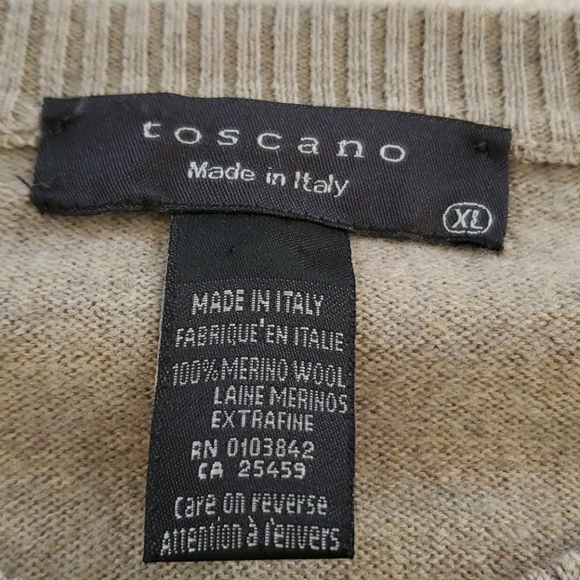 toscano
Made in Italy
XL
MADE IN ITALY
FABRIQUE'EN ITALIE
100% MERINO WOOL
LAINE MERINOS
EXTRAFINE
RN 0103842
CA 25459
care on reverse
Attention à l'envers